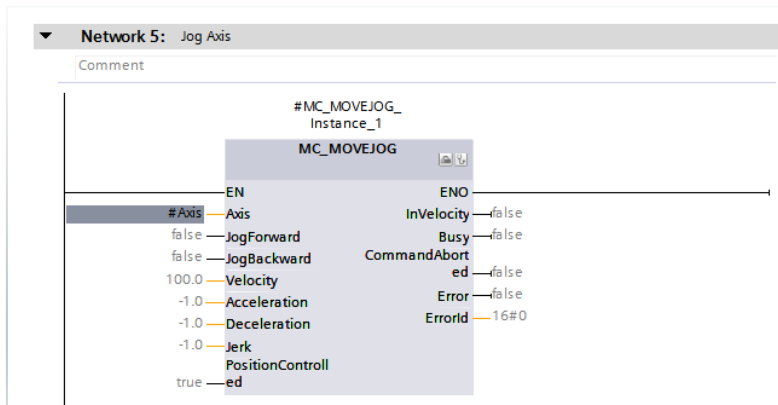 Network 5: Jog Axis
Comment
#MC_MOVEJOG_
Instance_1
MC_MOVEJOG
EN ENO
#Axis Axis InVelocity false
false JogForward Busy false
false JogBackward CommandAbort
ed false
100.0 Velocity
-1.0 Acceleration Error false
-1.0 Deceleration ErrorId 16#0
-1.0 Jerk
PositionControll
true ed